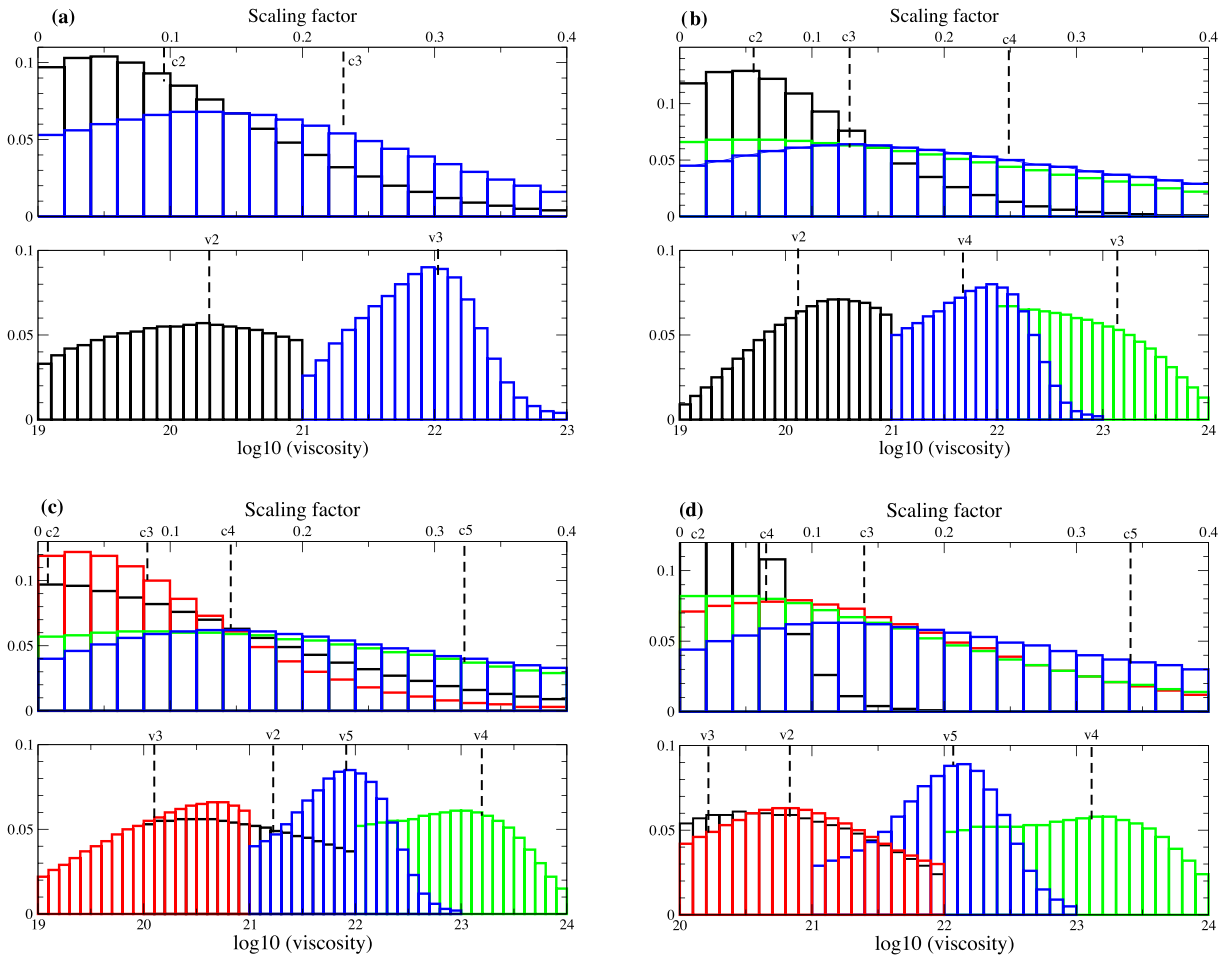 (a) Scaling factor
0 0.1 0.2 0.3 0.4
c2 c3
0.1
0.05
0
v2 v3
0.1
0.05
0
19 20 21 22 23
log10 (viscosity)
(b) Scaling factor
0 0.1 0.2 0.3 0.4
c2 c3 c4
0.1
0.05
0
v2 v4 v3
0.1
0.05
0
19 20 21 22 23 24
log10 (viscosity)
(c) Scaling factor
0 0.1 0.2 0.3 0.4
c2 c3 c4 c5
0.1
0.05
0
v3 v2 v5 v4
0.1
0.05
0
19 20 21 22 23 24
log10 (viscosity)
(d) Scaling factor
0 0.1 0.2 0.3 0.4
c2 c4 c3 c5
0.1
0.05
0
v3 v2 v5 v4
0.1
0.05
0
20 21 22 23 24
log10 (viscosity)